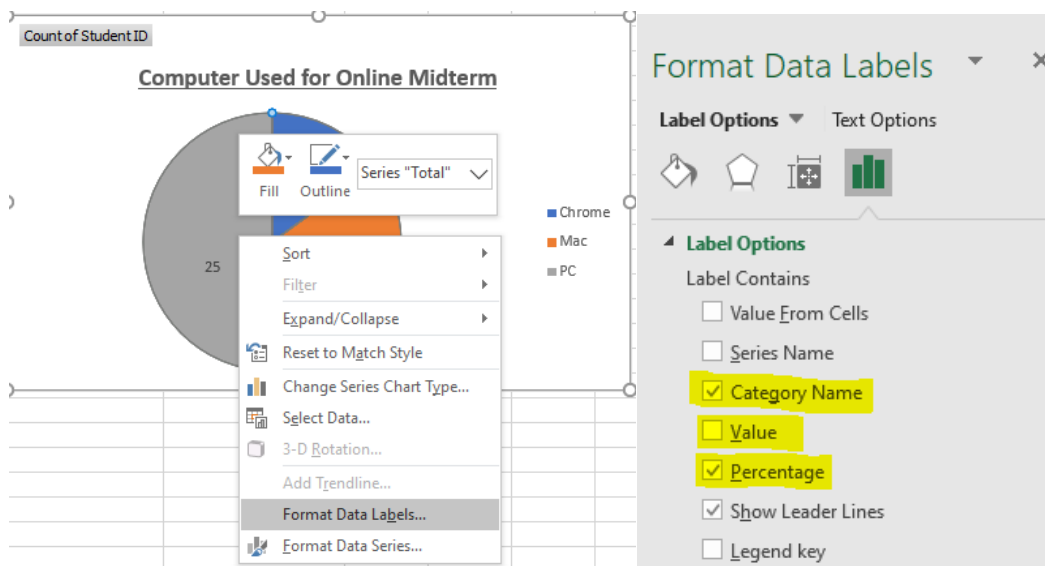 Count of Student ID
Computer Used for Online Midterm
Fill
Outline
Series "Total"
25
Chrome
Mac
PC
Sort
Filter
Expand/Collapse
Reset to Match Style
Change Series Chart Type...
Select Data...
3-D Rotation...
Add Trendline...
Format Data Labels...
Format Data Series...
Format Data Labels
Label Options
Text Options
Label Options
Label Contains
Value From Cells
Series Name
Category Name
Value
Percentage
Show Leader Lines
Legend key